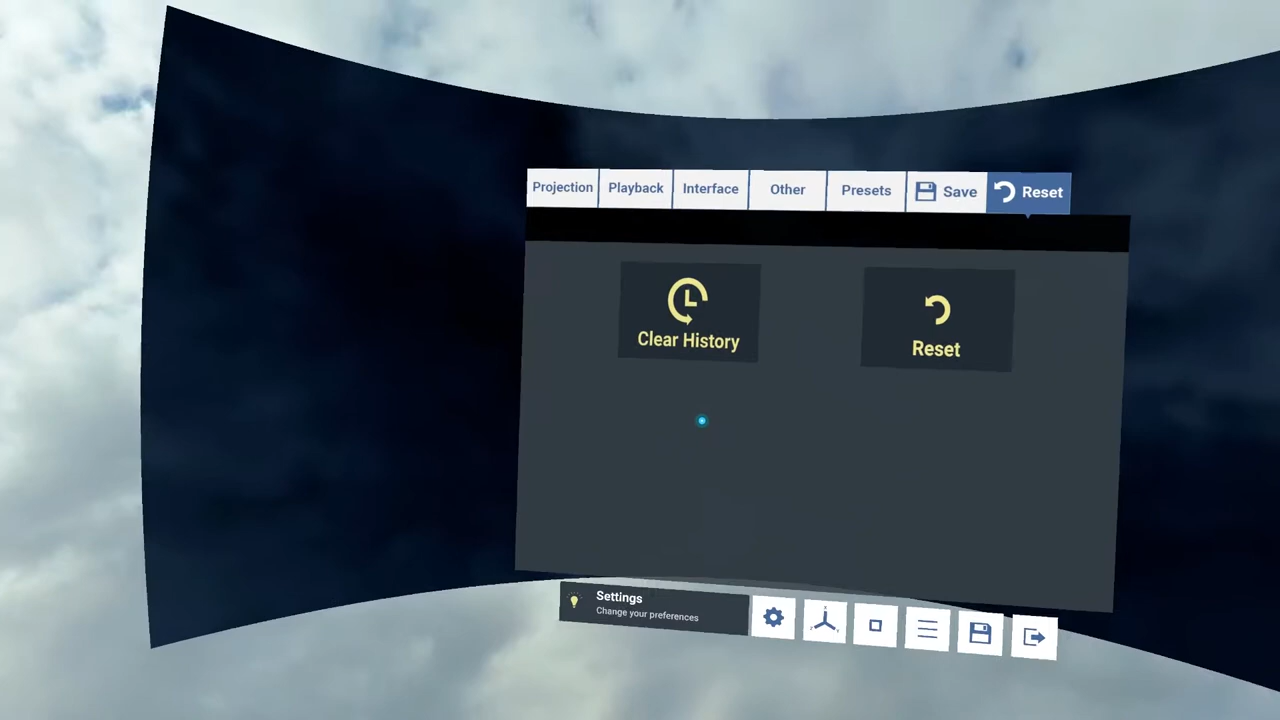 Projection
Playback
Interface
Other
Presets
Save
Reset
Clear History
Reset
Settings
Change your preferences